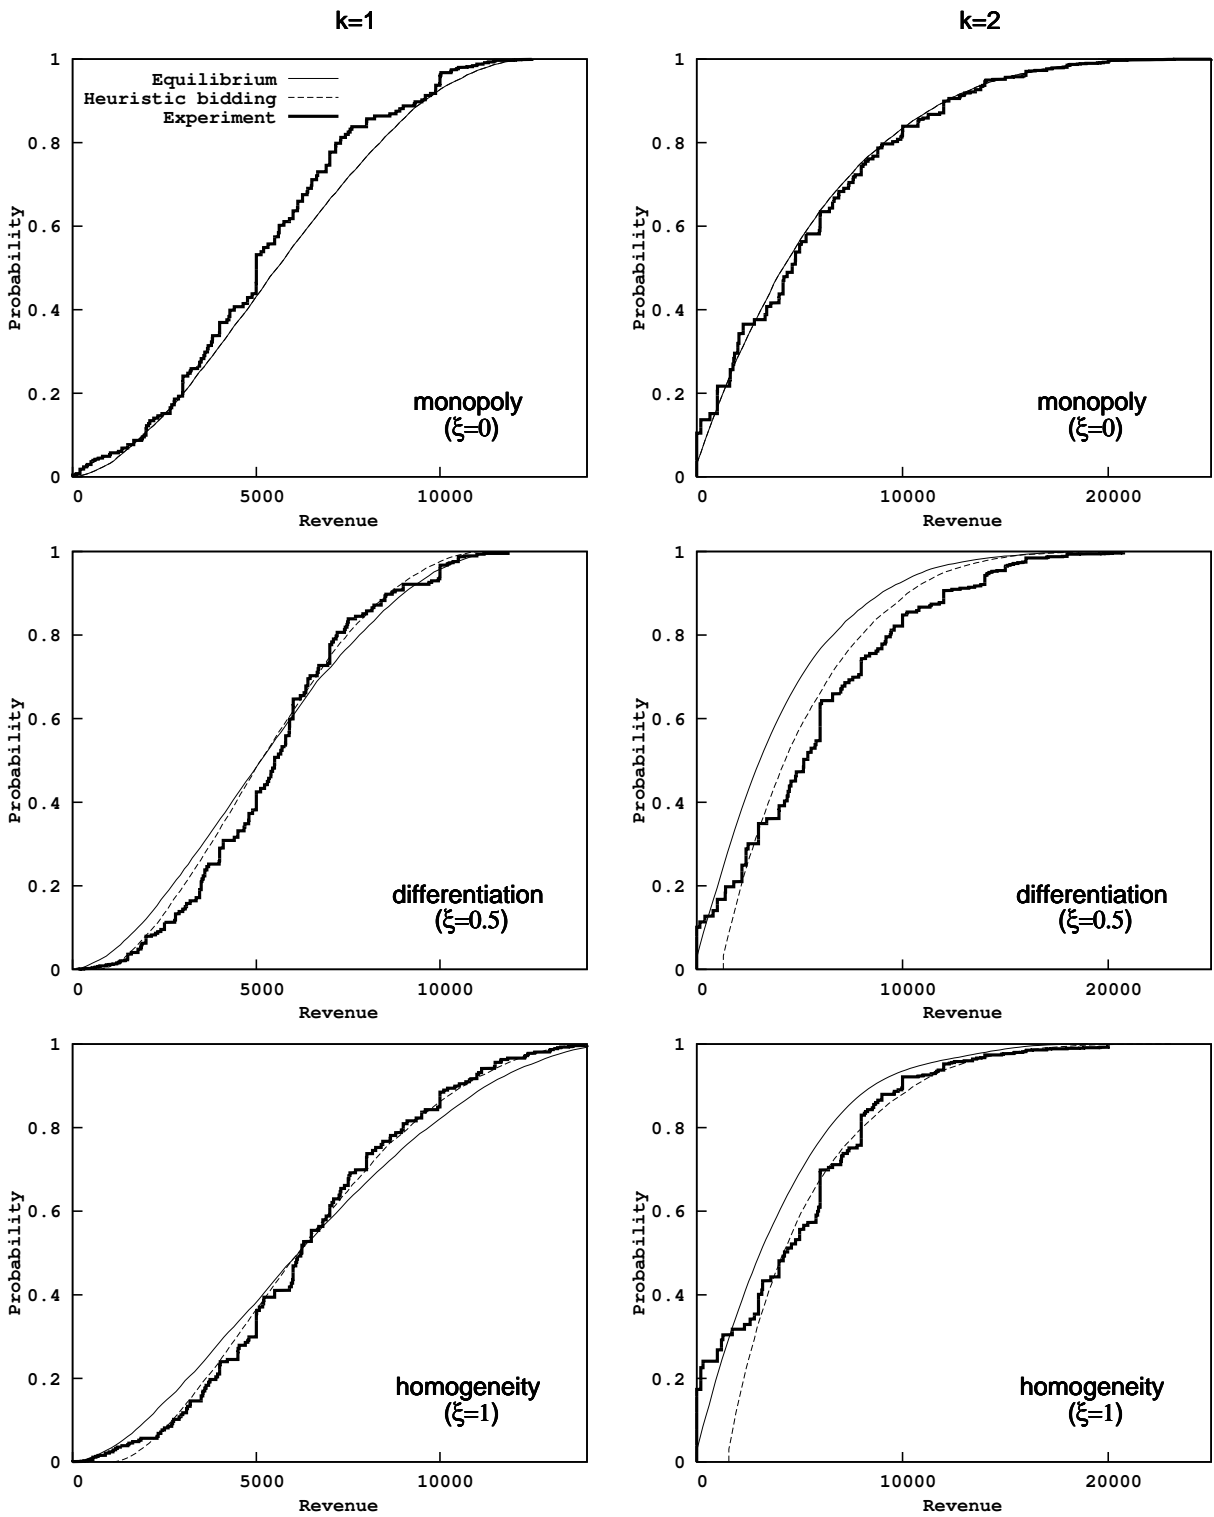 k=1
k=2
Equilibrium
Heuristic bidding
Experiment
Probability
1
0.8
0.6
0.4
0.2
0
0 5000 10000
Revenue
monopoly
(ξ=0)
Probability
1
0.8
0.6
0.4
0.2
0
0 10000 20000
Revenue
monopoly
(ξ=0)
Probability
1
0.8
0.6
0.4
0.2
0
0 5000 10000
Revenue
differentiation
(ξ=0.5)
Probability
1
0.8
0.6
0.4
0.2
0
0 10000 20000
Revenue
differentiation
(ξ=0.5)
Probability
1
0.8
0.6
0.4
0.2
0
0 5000 10000
Revenue
homogeneity
(ξ=1)
Probability
1
0.8
0.6
0.4
0.2
0
0 10000 20000
Revenue
homogeneity
(ξ=1)